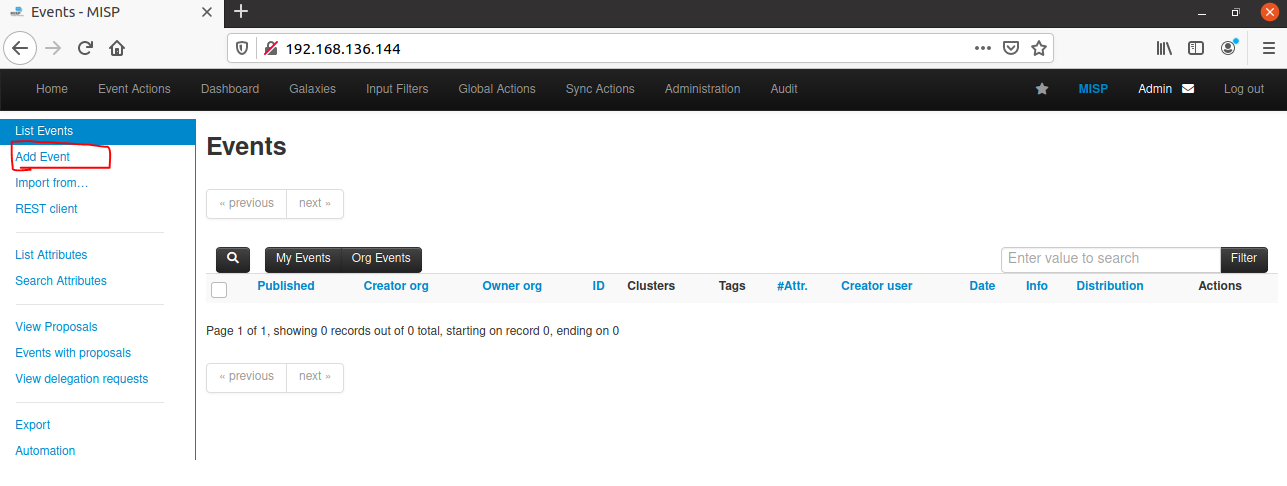 Events - MISP
192.168.136.144
Home Event Actions Dashboard Galaxies Input Filters Global Actions Sync Actions Administration Audit MISP Admin Log out
List Events
Add Event
Import from…
REST client
List Attributes
Search Attributes
View Proposals
Events with proposals
View delegation requests
Export
Automation
Events
« previous next »
My Events Org Events Enter value to search Filter
Published Creator org Owner org ID Clusters Tags #Attr. Creator user Date Info Distribution Actions
Page 1 of 1, showing 0 records out of 0 total, starting on record 0, ending on 0
« previous next »